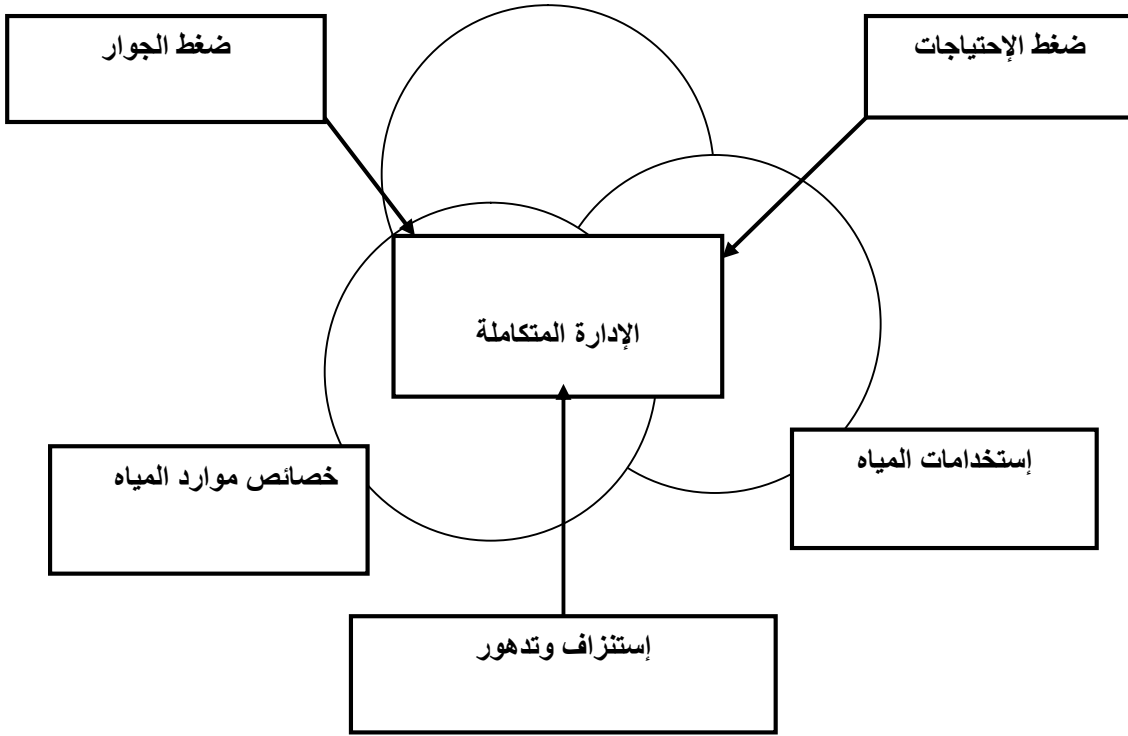 ضغط الإحتياجات
ضغط الجوار
الإدارة المتكاملة
إستخدامات المياه
خصائص موارد المياه
إستنزاف وتدهور